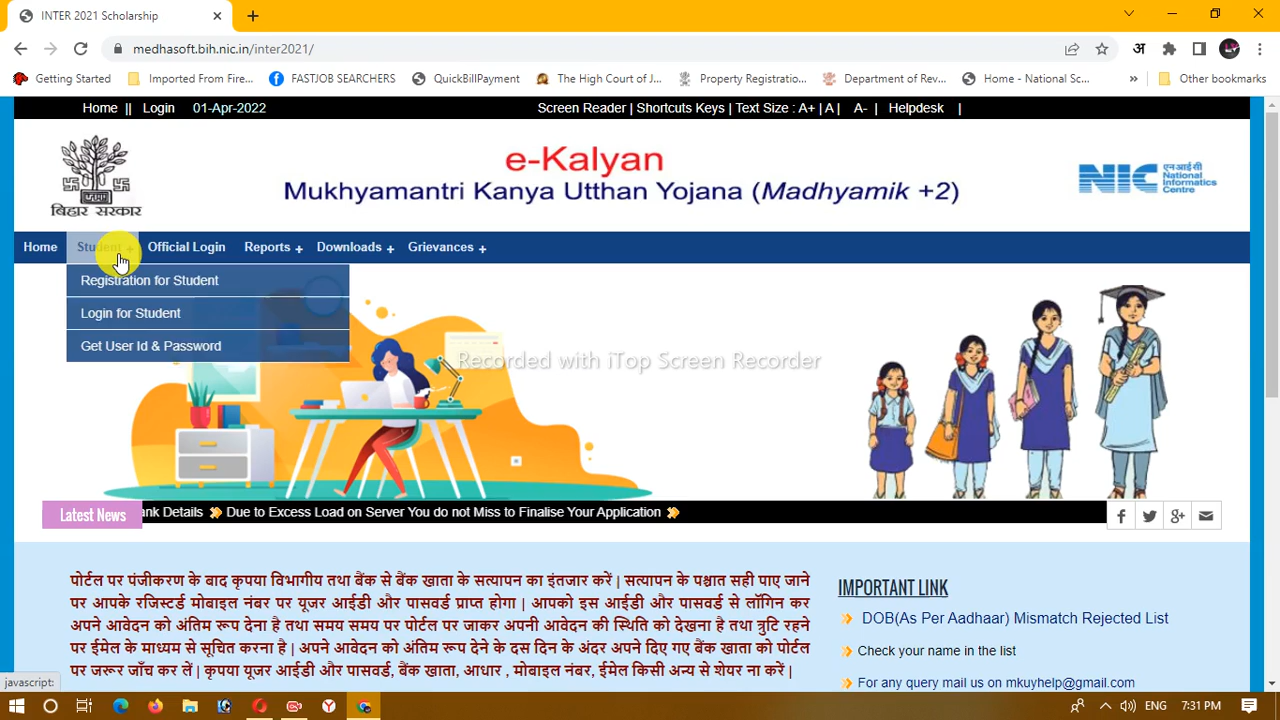 INTER 2021 Scholarship
medhasoft.bih.nic.in/inter2021/
अ
Getting Started
Imported From Fire...
FASTJOB SEARCHERS
QuickBillPayment
The High Court of J...
Property Registratio...
Department of Rev...
Home - National Sc...
Other bookmarks
Home || Login 01-Apr-2022 Screen Reader | Shortcuts Keys | Text Size : A+ | A | A- | Helpdesk |
e-Kalyan
Mukhyamantri Kanya Utthan Yojana (Madhyamik +2)
बिहार सरकार
NIC एन आई सी National Informatics Centre
Home Student + Official Login Reports + Downloads + Grievances +
Registration for Student
Login for Student
Get User Id & Password
Recorded with iTop Screen Recorder
Latest News ank Details Due to Excess Load on Server You do not Miss to Finalise Your Application
पोर्टल पर पंजीकरण के बाद कृपया विभागीय तथा बैंक से बैंक खाता के सत्यापन का इंतजार करें | सत्यापन के पश्चात सही पाए जाने
पर आपके रजिस्टर्ड मोबाइल नंबर पर यूजर आईडी और पासवर्ड प्राप्त होगा | आपको इस आईडी और पासवर्ड से लॉगिन कर
अपने आवेदन को अंतिम रूप देना है तथा समय समय पर पोर्टल पर जाकर अपनी आवेदन की स्थिति को देखना है तथा त्रुटि रहने
पर ईमेल के माध्यम से सूचित करना है | अपने आवेदन को अंतिम रूप देने के दस दिन के अंदर अपने दिए गए बैंक खाता को पोर्टल
पर जरूर जाँच कर लें | कृपया यूजर आईडी और पासवर्ड, बैंक खाता, आधार , मोबाइल नंबर, ईमेल किसी अन्य से शेयर ना करें |
IMPORTANT LINK
DOB(As Per Aadhaar) Mismatch Rejected List
Check your name in the list
For any query mail us on mkuyhelp@gmail.com
javascript:
ENG 7:31 PM